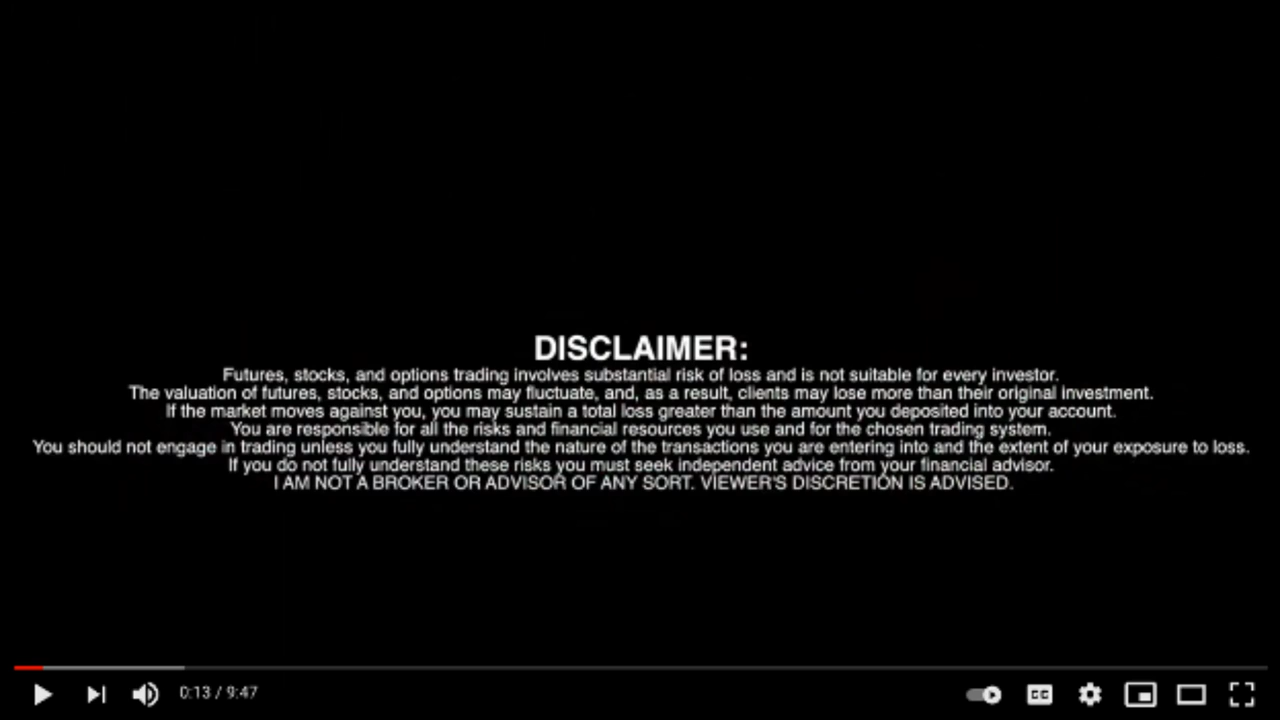 DISCLAIMER:
Futures, stocks, and options trading involves substantial risk of loss and is not suitable for every investor.
The valuation of futures, stocks, and options may fluctuate, and, as a result, clients may lose more than their original investment.
If the market moves against you, you may sustain a total loss greater than the amount you deposited into your account.
You are responsible for all the risks and financial resources you use and for the chosen trading system.
You should not engage in trading unless you fully understand the nature of the transactions you are entering into and the extent of your exposure to loss.
If you do not fully understand these risks you must seek independent advice from your financial advisor.
I AM NOT A BROKER OR ADVISOR OF ANY SORT. VIEWER'S DISCRETION IS ADVISED.
0:13 / 9:47
CC